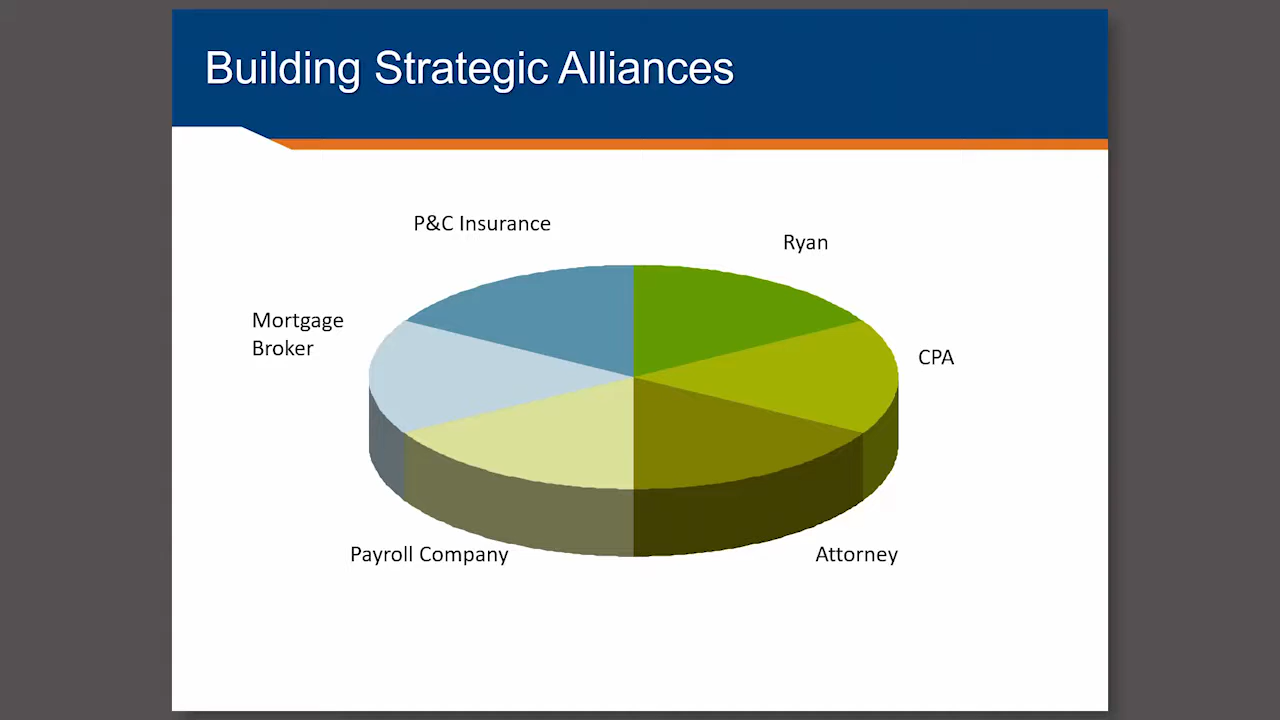 Building Strategic Alliances
P&C Insurance
Ryan
Mortgage
Broker
CPA
Payroll Company
Attorney